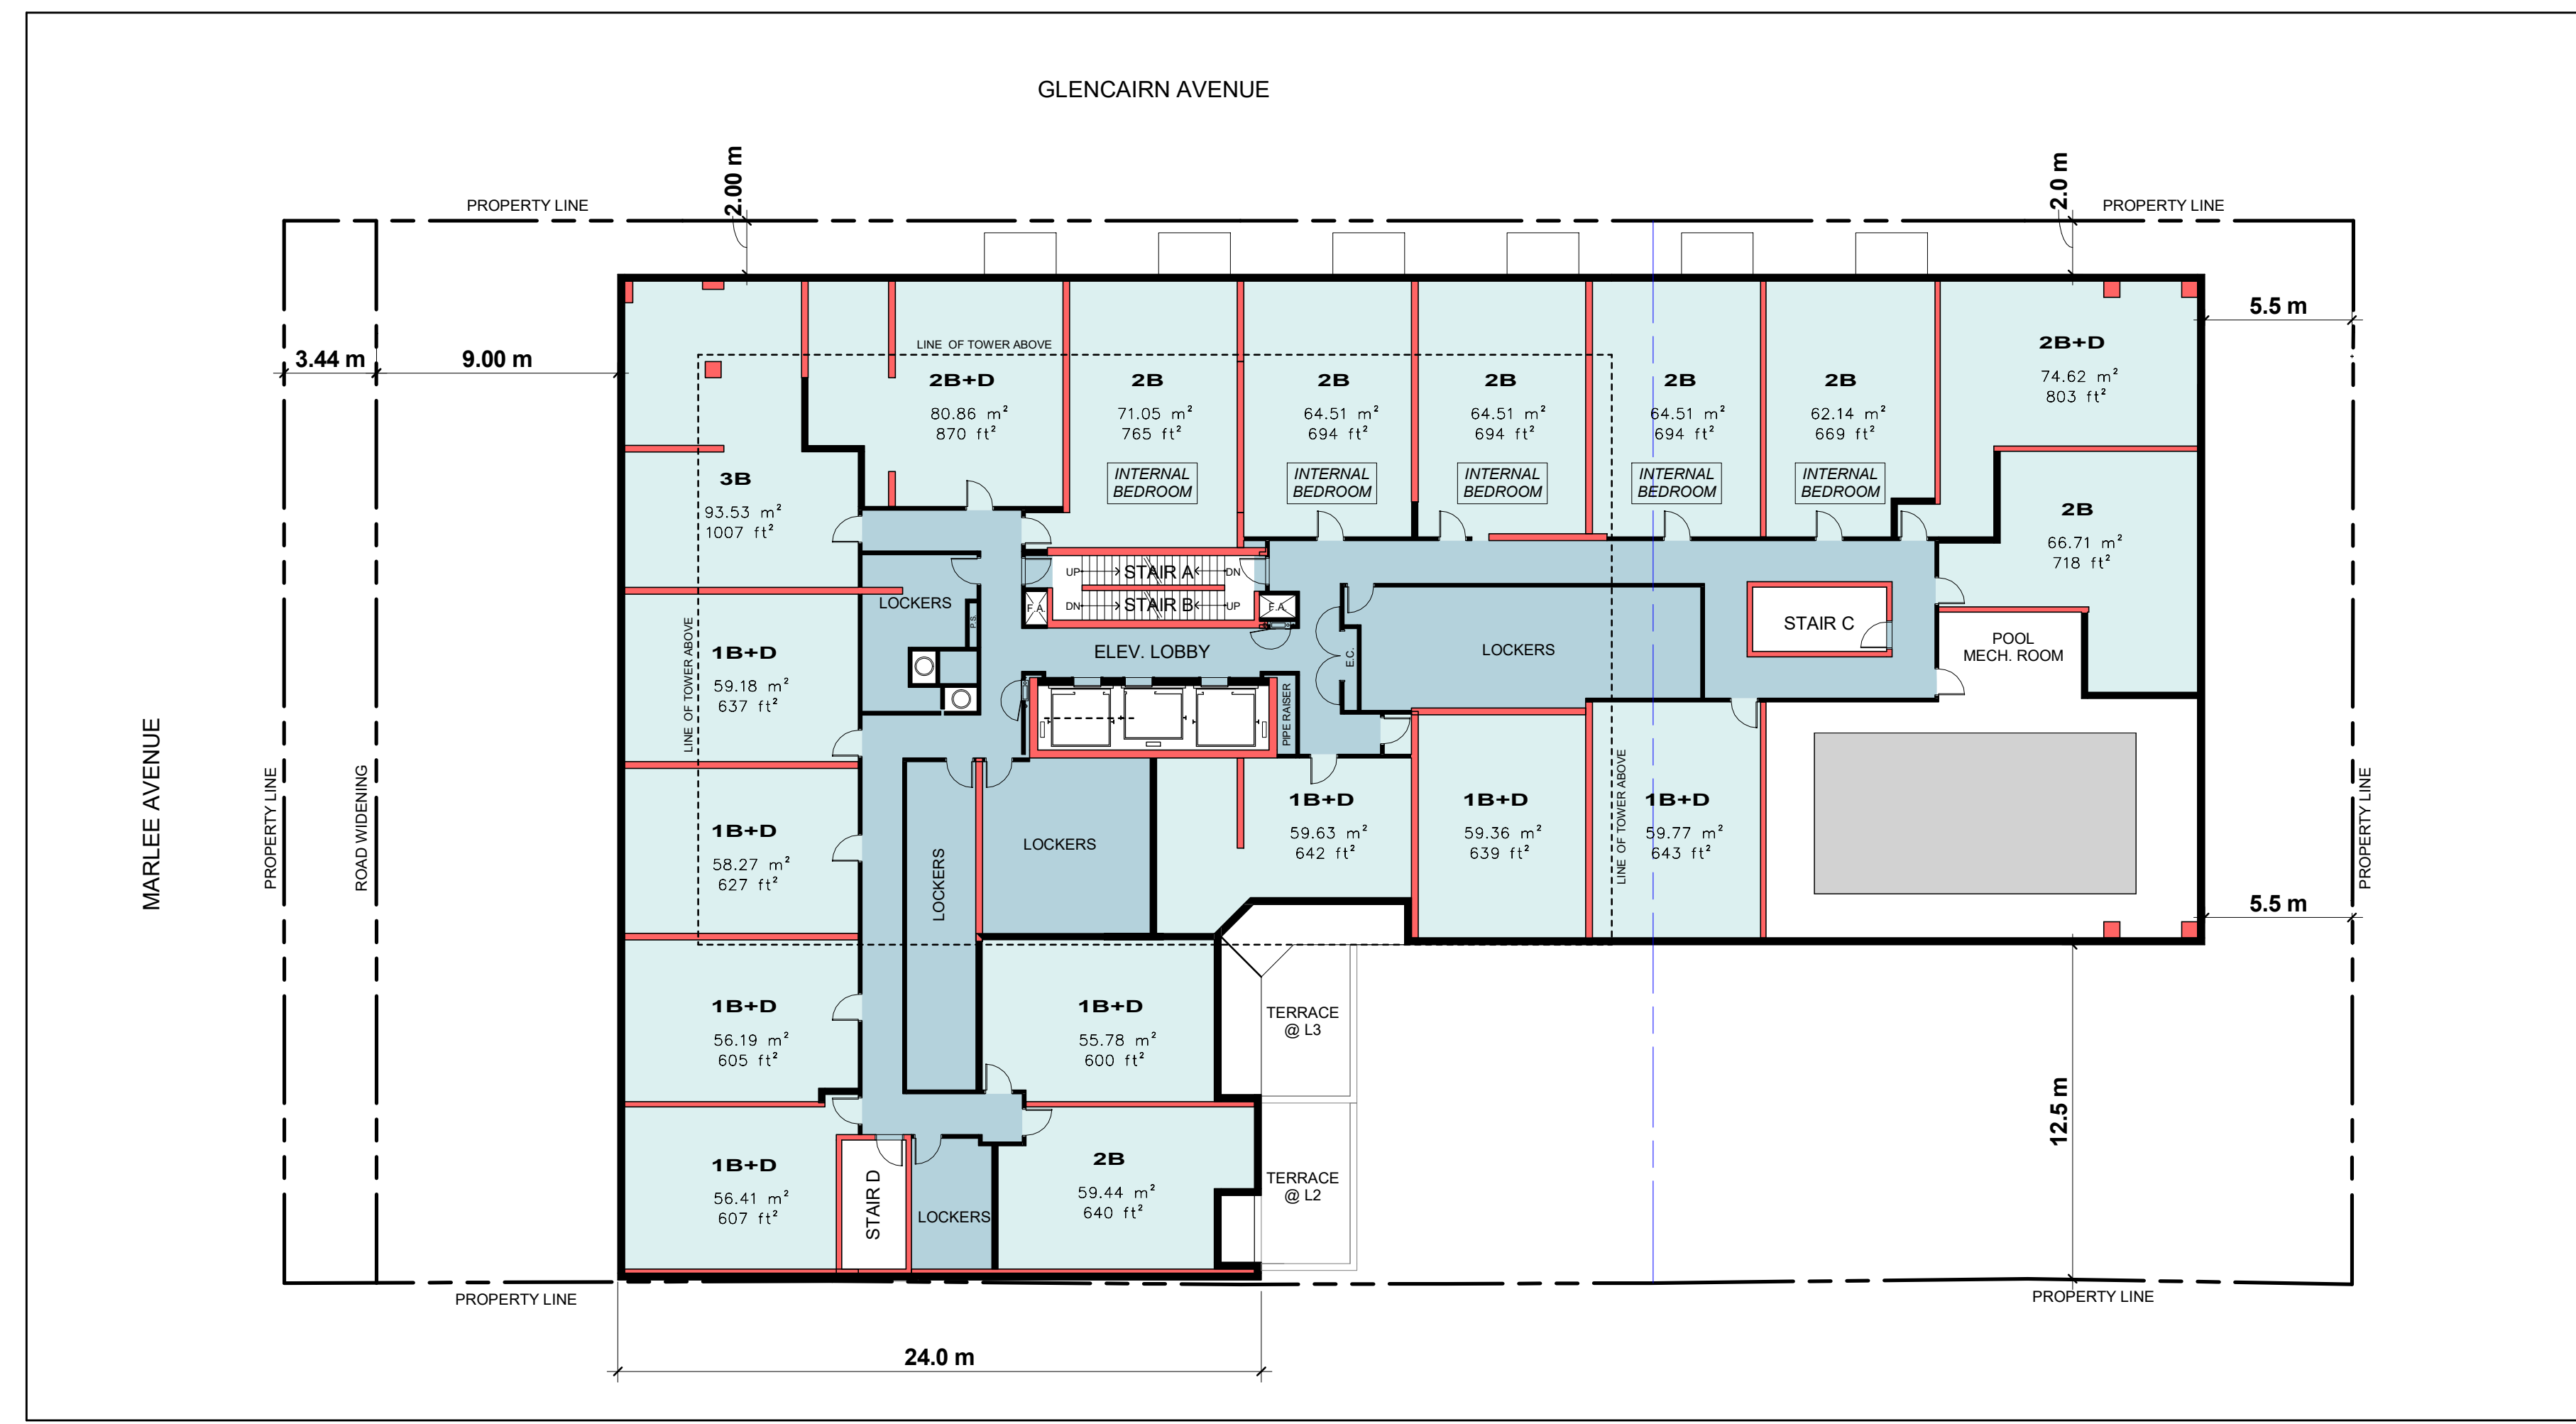 GLENCAIRN AVENUE
PROPERTY LINE
2.00 m
2.0 m
PROPERTY LINE
3.44 m
9.00 m
5.5 m
LINE OF TOWER ABOVE
2B+D
80.86 m²
870 ft²
2B
71.05 m²
765 ft²
INTERNAL
BEDROOM
2B
64.51 m²
694 ft²
INTERNAL
BEDROOM
2B
64.51 m²
694 ft²
INTERNAL
BEDROOM
2B
64.51 m²
694 ft²
INTERNAL
BEDROOM
2B
62.14 m²
669 ft²
INTERNAL
BEDROOM
2B+D
74.62 m²
803 ft²
3B
93.53 m²
1007 ft²
2B
66.71 m²
718 ft²
LOCKERS
P.S.
UP
STAIR A
DN
DN
STAIR B
UP
F.A.
F.A.
ELEV. LOBBY
E.C.
LOCKERS
STAIR C
POOL
MECH. ROOM
PIPE RAISER
LINE OF TOWER ABOVE
1B+D
59.18 m²
637 ft²
MARLEE AVENUE
PROPERTY LINE
ROAD WIDENING
1B+D
58.27 m²
627 ft²
LOCKERS
LOCKERS
1B+D
59.63 m²
642 ft²
1B+D
59.36 m²
639 ft²
LINE OF TOWER ABOVE
1B+D
59.77 m²
643 ft²
PROPERTY LINE
5.5 m
1B+D
56.19 m²
605 ft²
1B+D
55.78 m²
600 ft²
TERRACE
@ L3
12.5 m
1B+D
56.41 m²
607 ft²
STAIR D
LOCKERS
2B
59.44 m²
640 ft²
TERRACE
@ L2
PROPERTY LINE
PROPERTY LINE
24.0 m